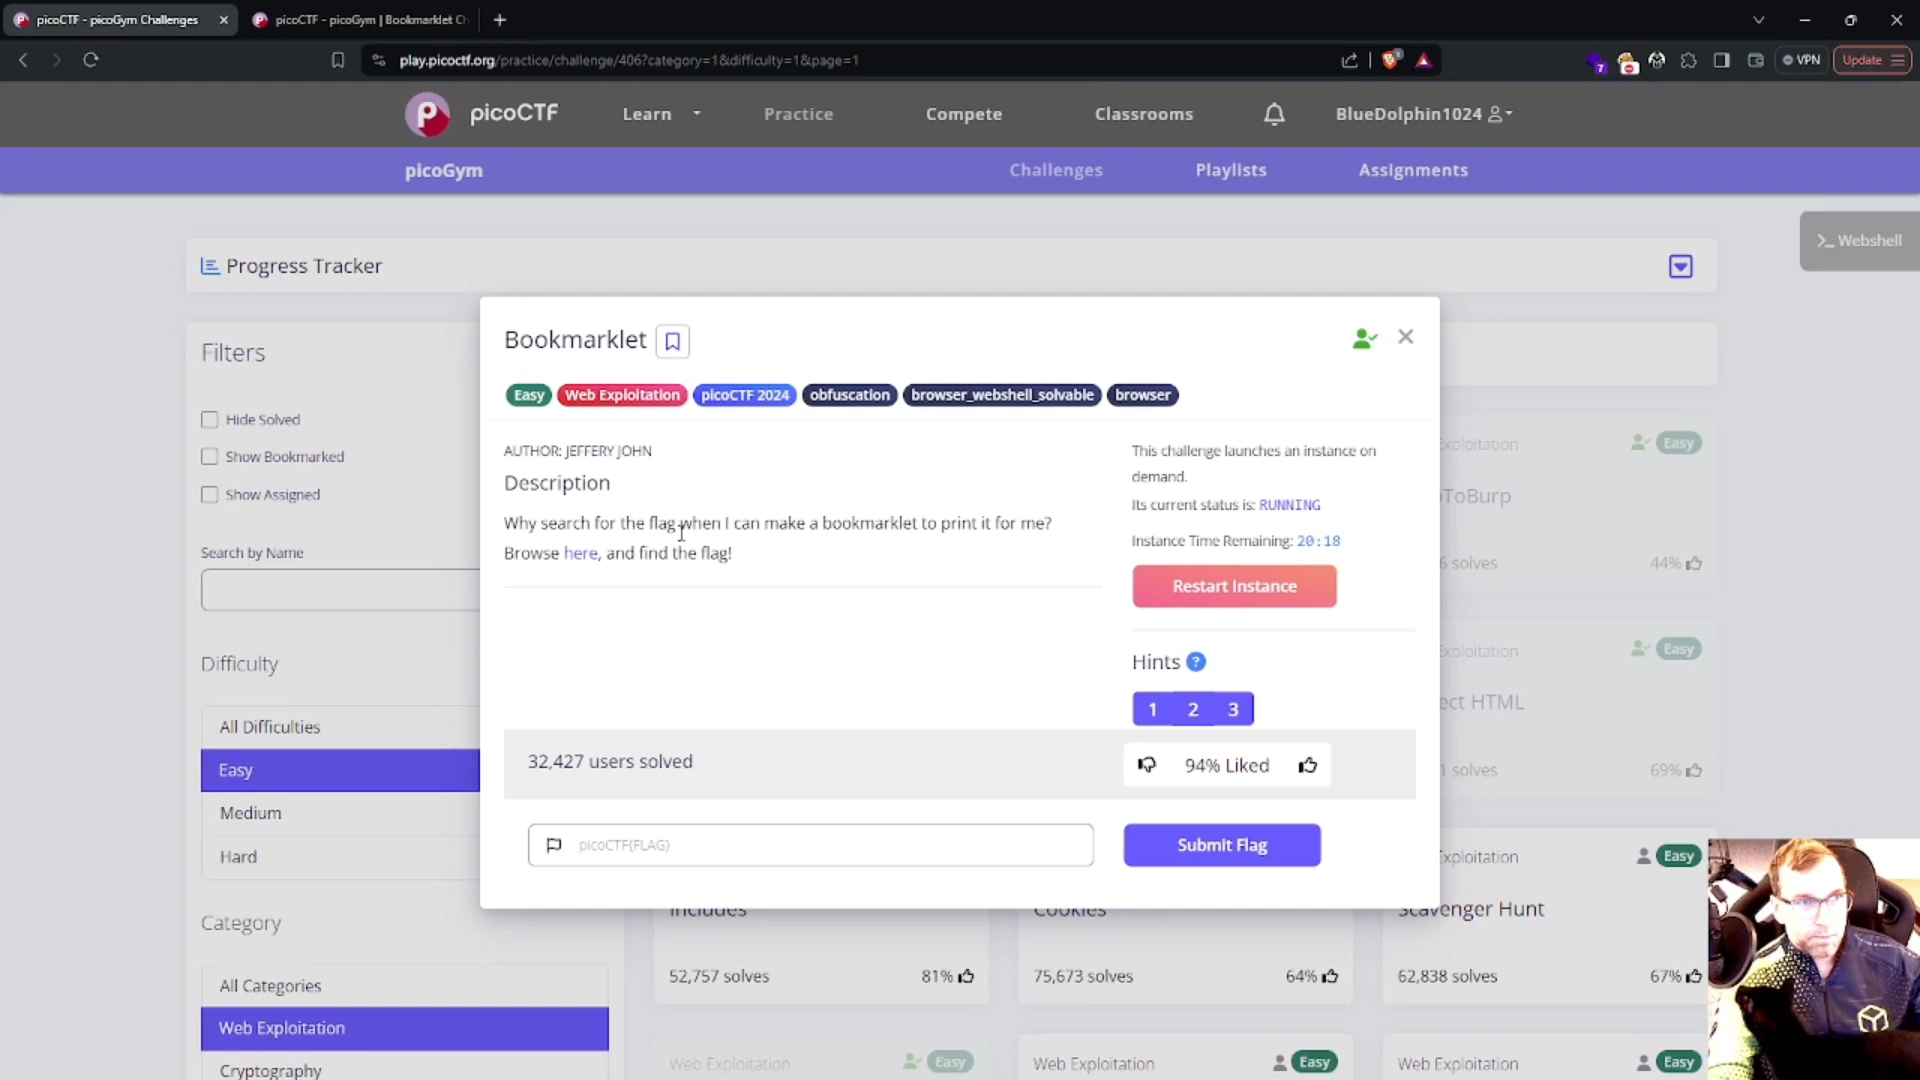 picoCTF - picoGym Challenges
picoCTF - picoGym | Bookmarklet Ch
play.picoctf.org/practice/challenge/406?category=1&difficulty=1&page=1
7
VPN
Update
picoCTF
Learn
Practice
Compete
Classrooms
BlueDolphin1024
picoGym
Challenges
Playlists
Assignments
>_ Webshell
Progress Tracker
Filters
Hide Solved
Show Bookmarked
Show Assigned
Search by Name
Difficulty
All Difficulties
Easy
Medium
Hard
Category
All Categories
Web Exploitation
Cryptography
Bookmarklet
Easy
Web Exploitation
picoCTF 2024
obfuscation
browser_webshell_solvable
browser
AUTHOR: JEFFERY JOHN
Description
Why search for the flag when I can make a bookmarklet to print it for me?
Browse here, and find the flag!
This challenge launches an instance on
demand.
Its current status is: RUNNING
Instance Time Remaining: 20:18
Restart Instance
Hints ?
1 2 3
32,427 users solved
94% Liked
picoCTF{FLAG}
Submit Flag
xploitation
Easy
ToBurp
6 solves
44%
xploitation
Easy
ect HTML
1 solves
69%
Includes
52,757 solves
81%
Cookies
75,673 solves
64%
xploitation
Easy
Scavenger Hunt
62,838 solves
67%
Web Exploitation
Easy
Web Exploitation
Easy
Web Exploitation
Easy